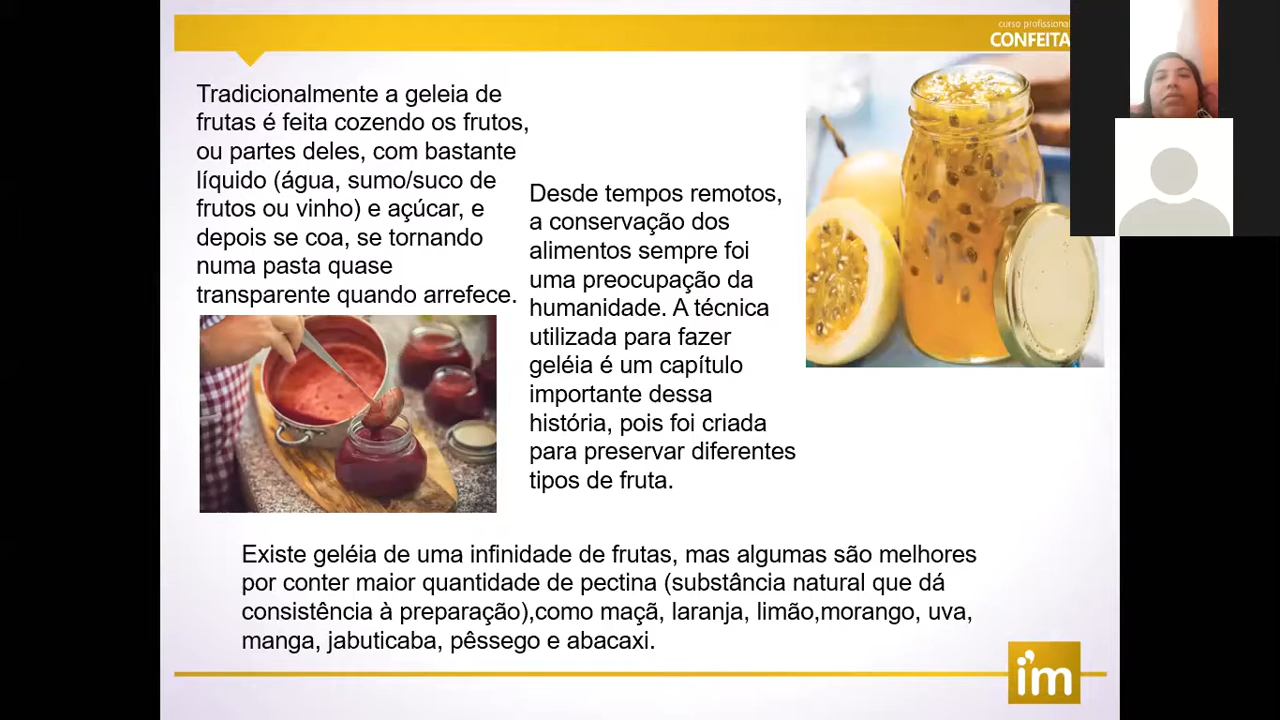 curso profissional
CONFEITA
Tradicionalmente a geleia de
frutas é feita cozendo os frutos,
ou partes deles, com bastante
líquido (água, sumo/suco de
frutos ou vinho) e açúcar, e
depois se coa, se tornando
numa pasta quase
transparente quando arrefece.
Desde tempos remotos,
a conservação dos
alimentos sempre foi
uma preocupação da
humanidade. A técnica
utilizada para fazer
geléia é um capítulo
importante dessa
história, pois foi criada
para preservar diferentes
tipos de fruta.
Existe geléia de uma infinidade de frutas, mas algumas são melhores
por conter maior quantidade de pectina (substância natural que dá
consistência à preparação),como maçã, laranja, limão,morango, uva,
manga, jabuticaba, pêssego e abacaxi.
i'm